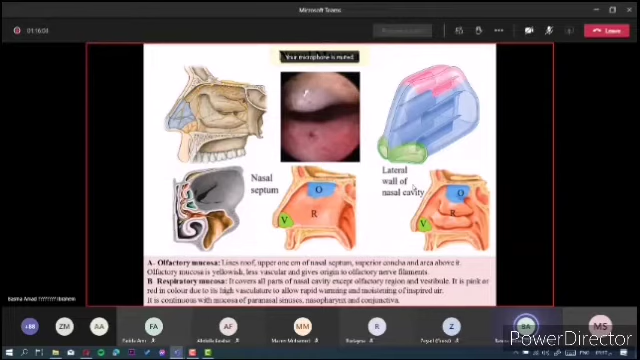 Microsoft Teams
01:16:04
Leave
Your microphone is muted
Nasal
septum
Lateral
wall of
nasal cavity
O
R
V
O
R
V
A- Olfactory mucosa: Lines roof, upper one cm of nasal septum, superior concha and area above it.
Olfactory mucosa is yellowish, less vascular and gives origin to olfactory nerve filaments.
B Respiratory mucosa: It covers all parts of nasal cavity except olfactory region and vestibule. It is pink or
red in colour due to its high vasculature to allow rapid warming and moistening of inspired air.
It is continuous with mucosa of paranasal sinuses, nasopharynx and conjunctiva.
ZM
AA
FA
AF
MM
R
Z
BA
MS
PowerDirector